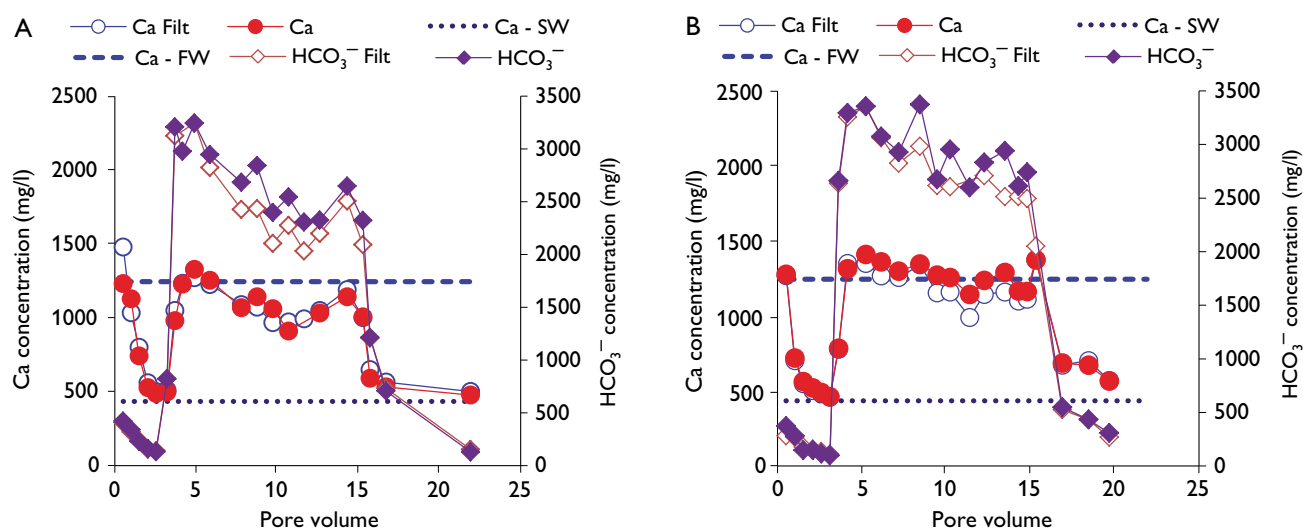 A
Ca Filt
Ca
Ca - SW
Ca - FW
HCO₃⁻ Filt
HCO₃⁻
Ca concentration (mg/l)
2500
2000
1500
1000
500
0
3500
3000
2500
2000
1500
1000
500
0
HCO₃⁻ concentration (mg/l)
0 5 10 15 20 25
Pore volume
B
Ca Filt
Ca
Ca - SW
Ca - FW
HCO₃⁻ Filt
HCO₃⁻
Ca concentration (mg/l)
2500
2000
1500
1000
500
0
3500
3000
2500
2000
1500
1000
500
0
HCO₃⁻ concentration (mg/l)
0 5 10 15 20 25
Pore volume